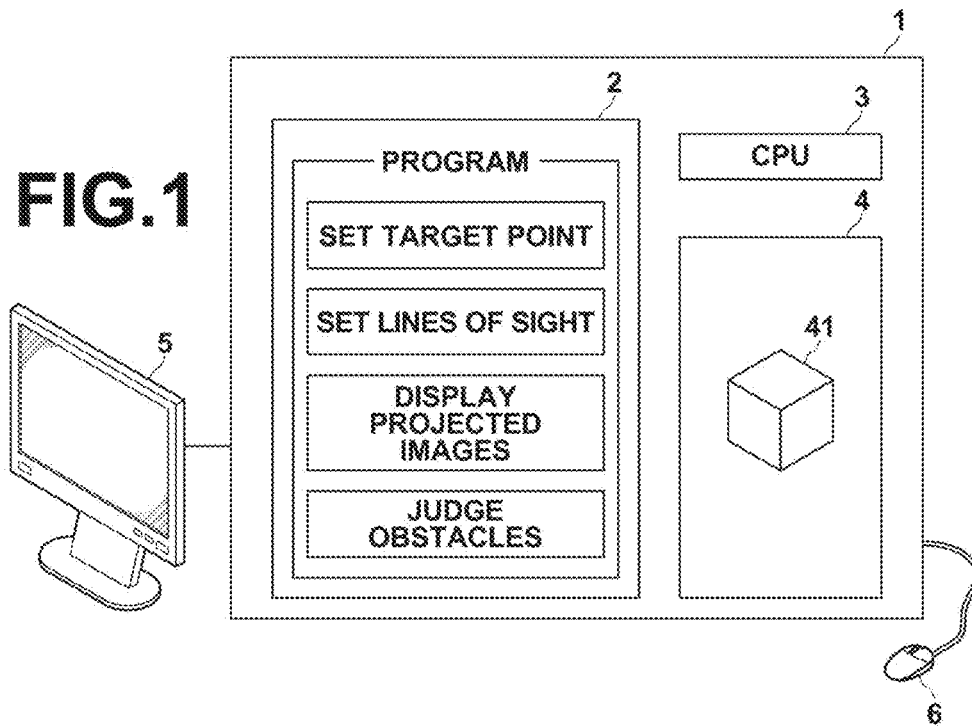 FIG.1
1
2
PROGRAM
SET TARGET POINT
SET LINES OF SIGHT
DISPLAY
PROJECTED
IMAGES
JUDGE
OBSTACLES
3
CPU
4
41
5
6